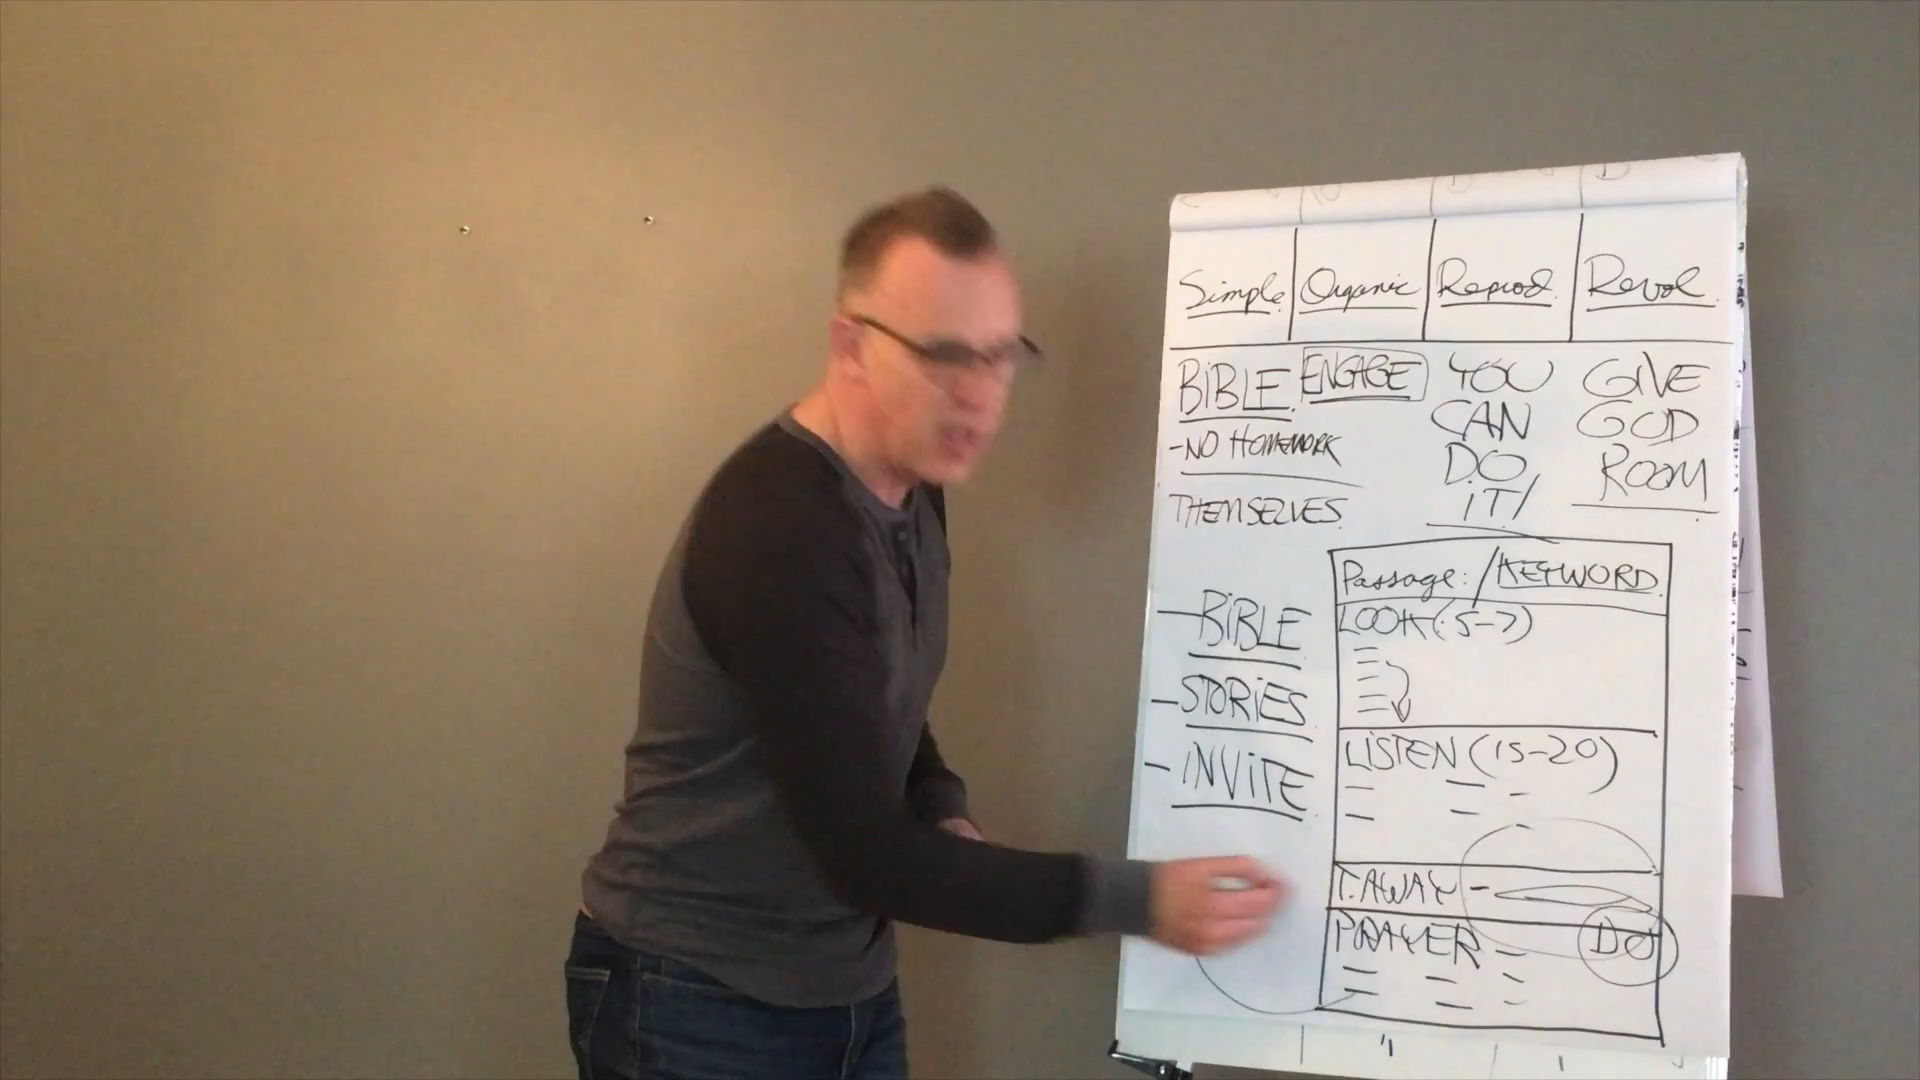 Simple Organic Reprod. Revol.
BiBLE ENGAGE YOU GiVE
-NO HOMEWORK CAN GOD
THEMSELVES DO ROOM
iT!
Passage: / KEYWORD
LOOK (5-7)
- BiBLE
- STORiES
LiSTEN (15-20)
- iNViTE
T. AWAY -
PRAYER - DO